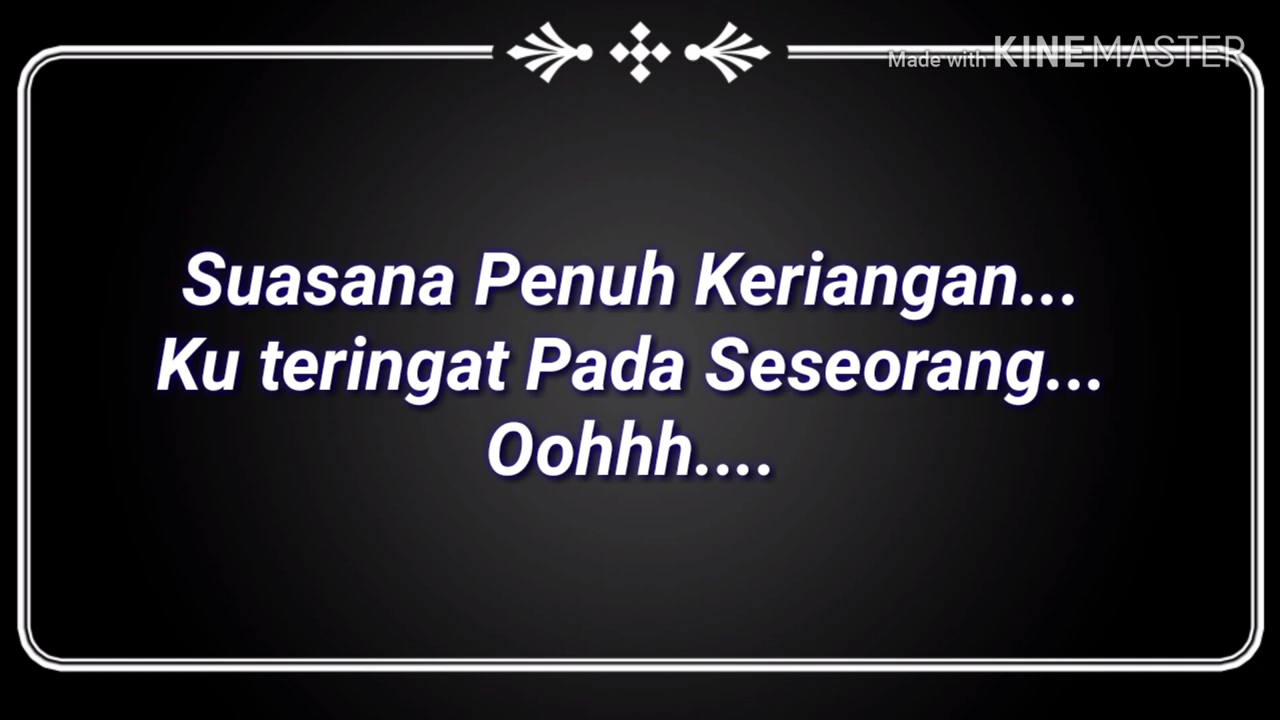 Made with KINEMASTER
Suasana Penuh Keriangan...
Ku teringat Pada Seseorang...
Oohhh....